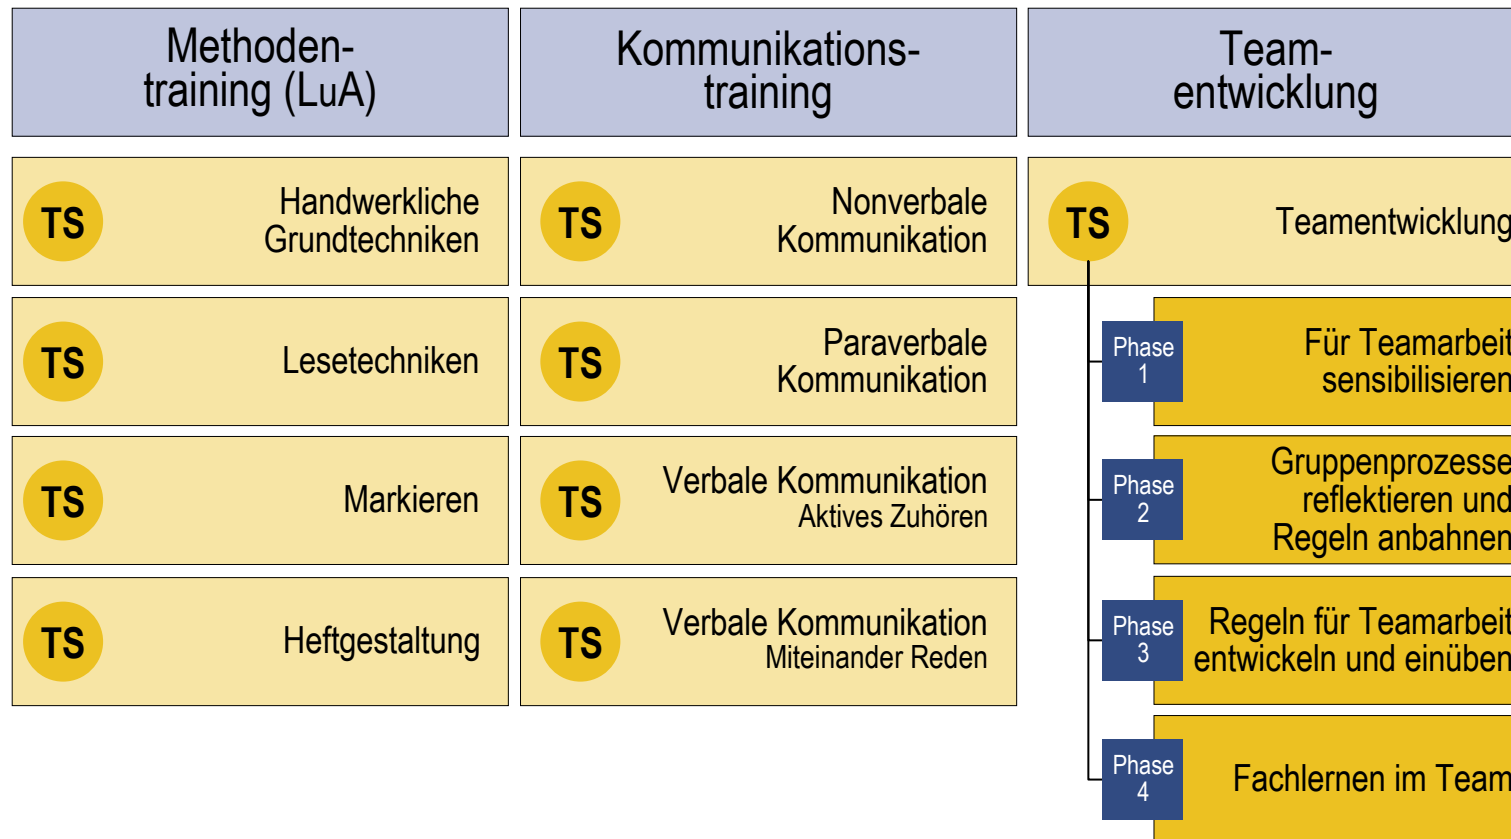 Methoden-
training (LuA)
Kommunikations-
training
Team-
entwicklung
TS
Handwerkliche
Grundtechniken
TS
Nonverbale
Kommunikation
TS
Teamentwicklung
TS
Lesetechniken
TS
Paraverbale
Kommunikation
Phase
1
Für Teamarbeit
sensibilisieren
TS
Markieren
TS
Verbale Kommunikation
Aktives Zuhören
Phase
2
Gruppenprozesse
reflektieren und
Regeln anbahnen
TS
Heftgestaltung
TS
Verbale Kommunikation
Miteinander Reden
Phase
3
Regeln für Teamarbeit
entwickeln und einüben
Phase
4
Fachlernen im Team